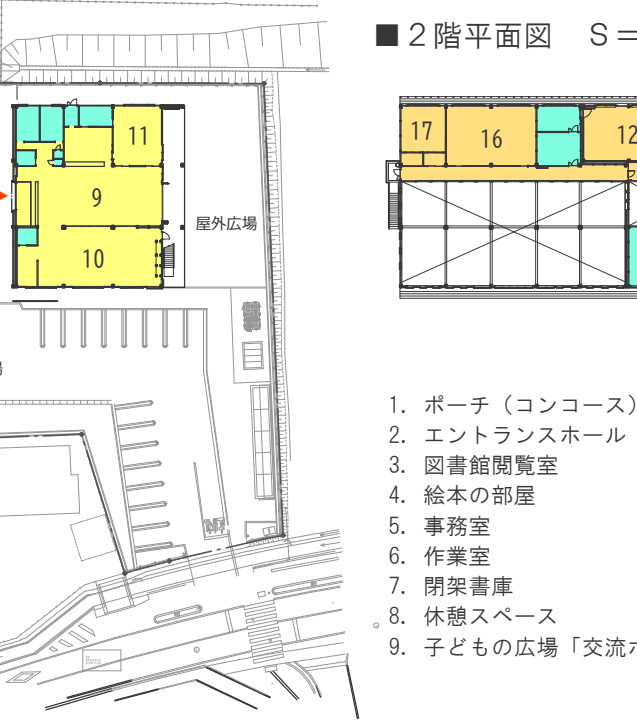 ■２階平面図　Ｓ＝
17
16
12
11
9
屋外広場
10
場
1. ポーチ（コンコース）
2. エントランスホール
3. 図書館閲覧室
4. 絵本の部屋
5. 事務室
6. 作業室
7. 閉架書庫
8. 休憩スペース
9. 子どもの広場「交流ホ